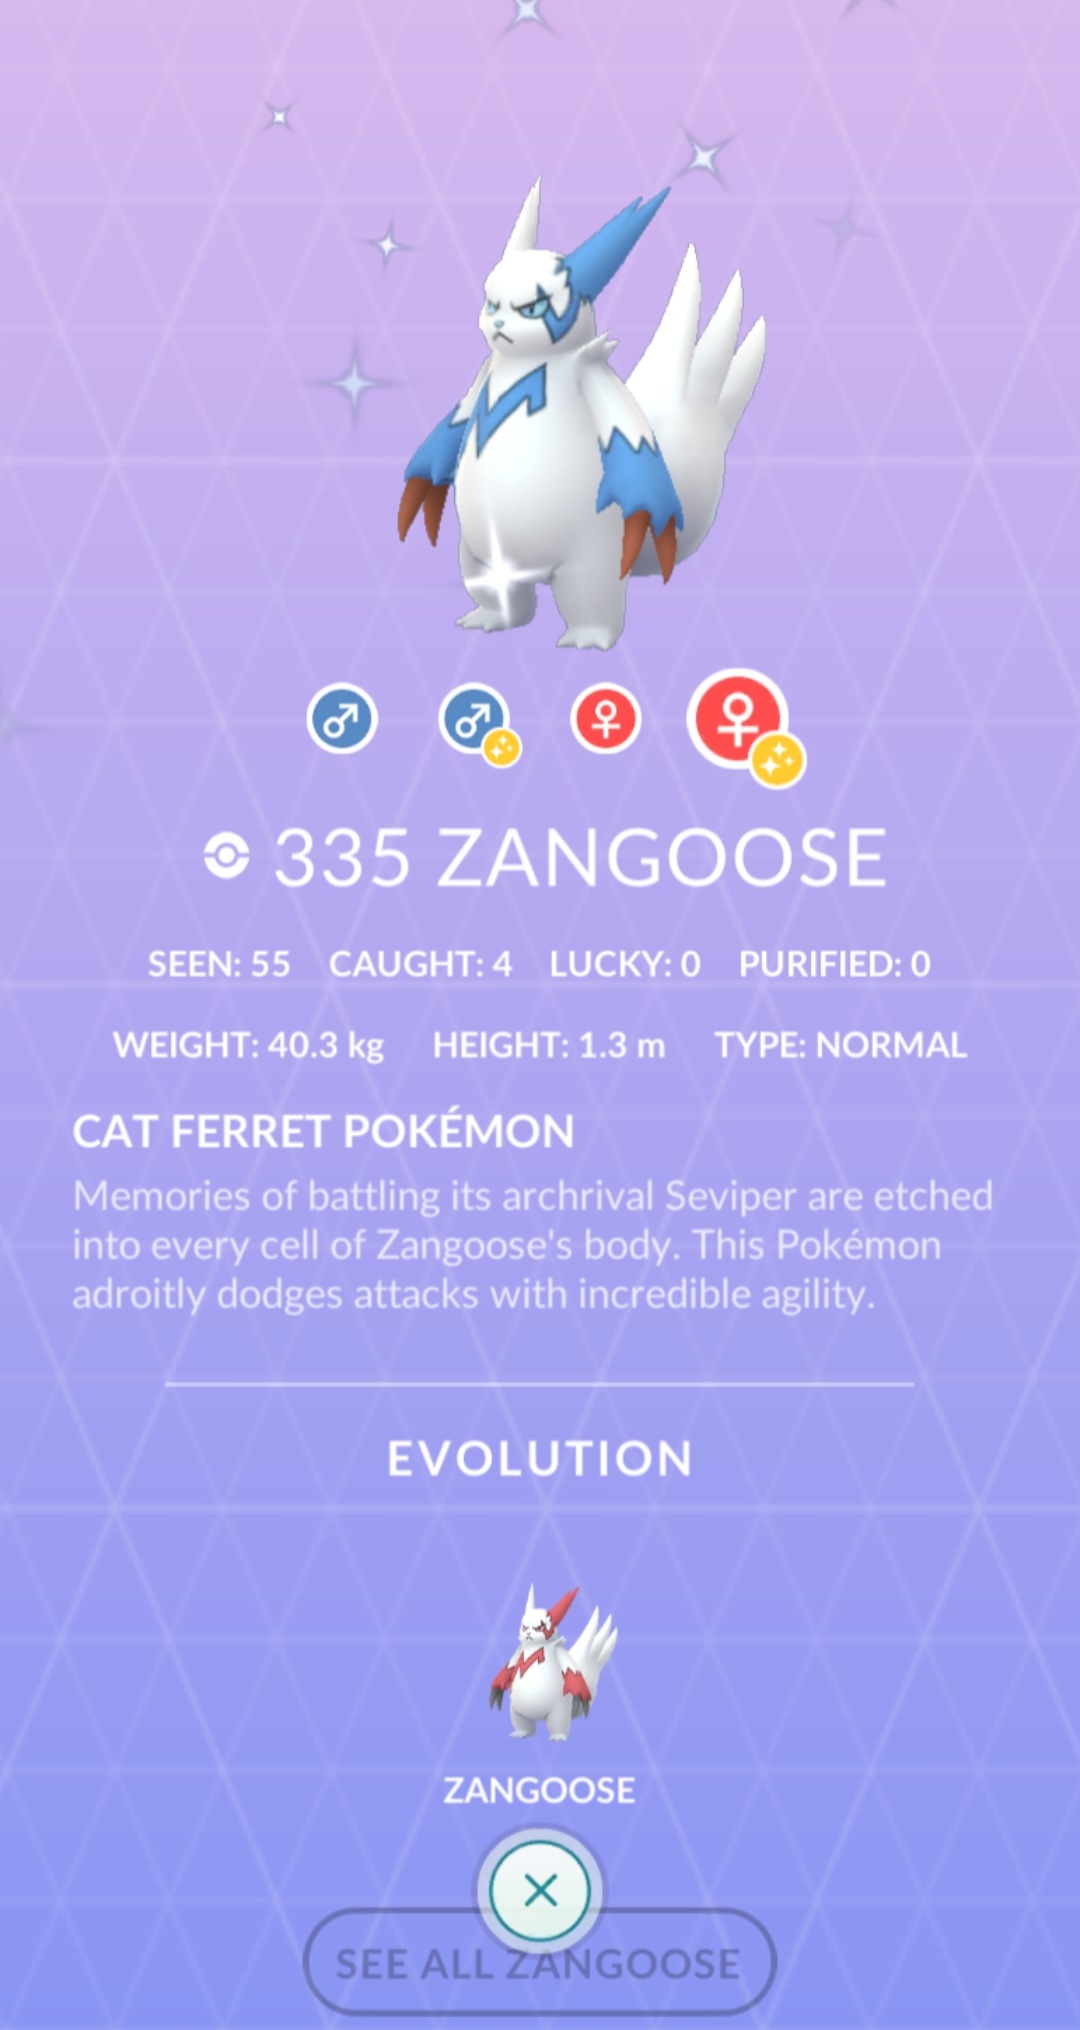 335 ZANGOOSE
SEEN: 55 CAUGHT: 4 LUCKY: 0 PURIFIED: 0
WEIGHT: 40.3 kg HEIGHT: 1.3 m TYPE: NORMAL
CAT FERRET POKÉMON
Memories of battling its archrival Seviper are etched
into every cell of Zangoose's body. This Pokémon
adroitly dodges attacks with incredible agility.
EVOLUTION
ZANGOOSE
SEE ALL ZANGOOSE